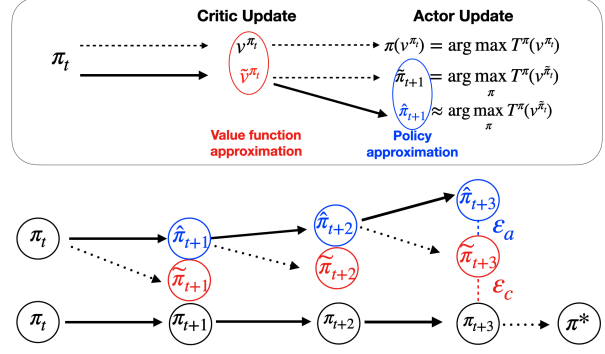 Critic Update Actor Update
π_t v^{π_t} π(v^{π_t}) = arg max T^π(v^{π_t})
ṽ^{π_t} π̃_{t+1} = arg max_π T^π(v^{π̃_t})
π̂_{t+1} ≈ arg max_π T^π(v^{π̃_t})
Value function approximation
Policy approximation
π_t π̂_{t+1} π̂_{t+2} π̂_{t+3}
ε_a
π̃_{t+1} π̃_{t+2} π̃_{t+3}
ε_c
π_t π_{t+1} π_{t+2} π_{t+3} π*